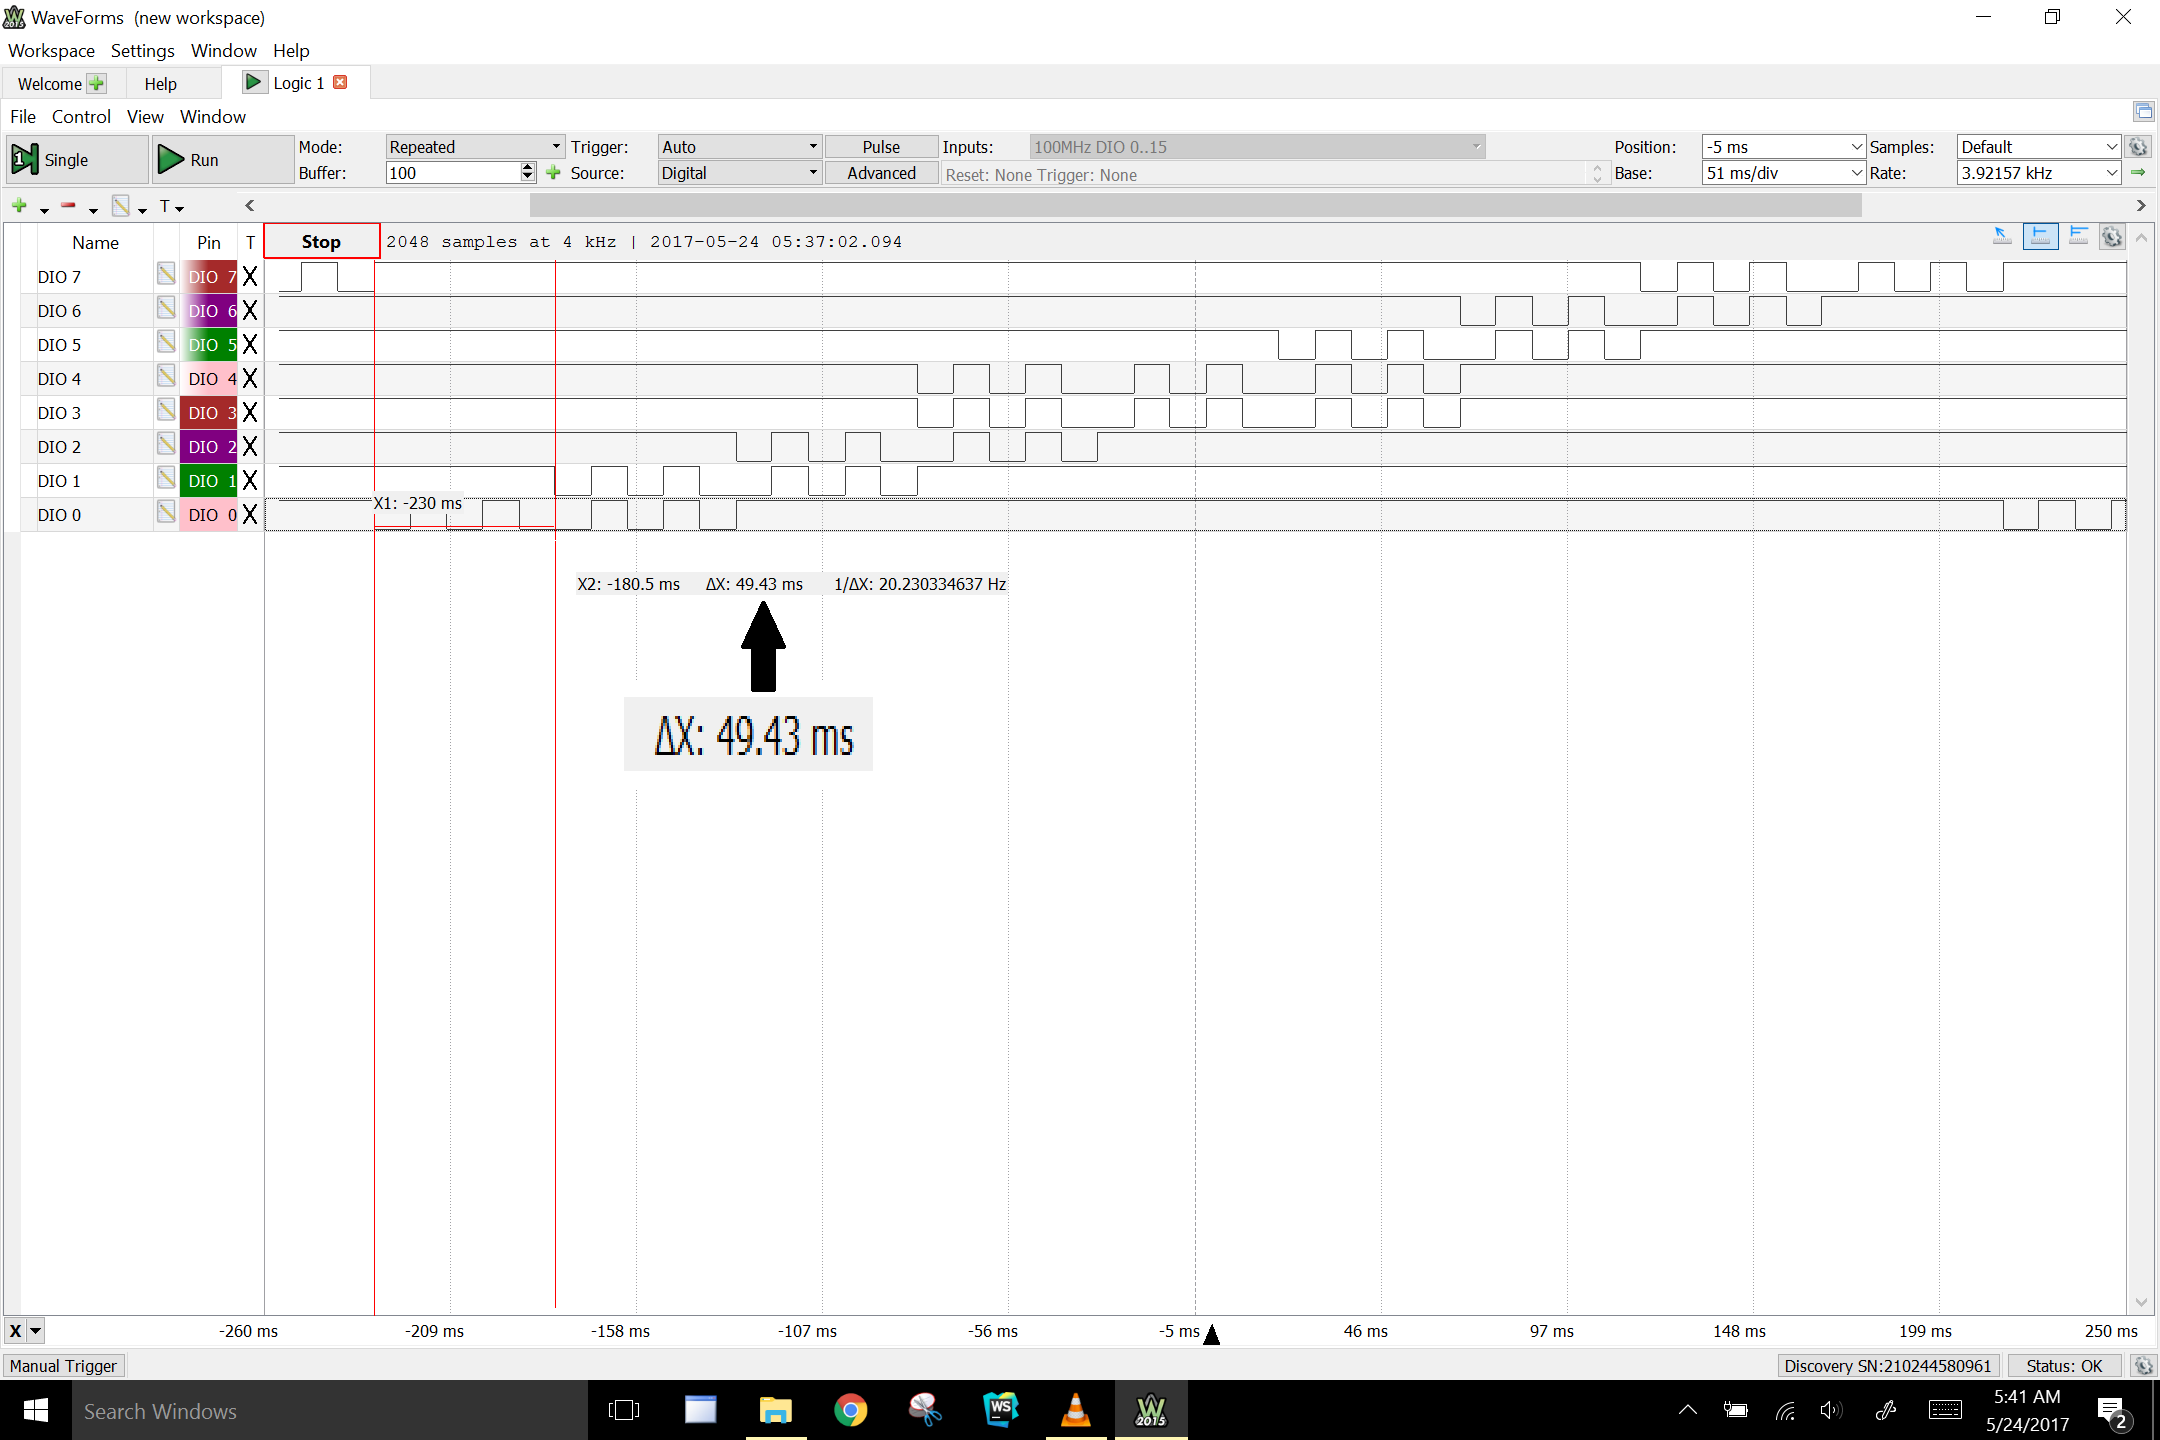 WaveForms (new workspace)
Workspace Settings Window Help
Welcome Help Logic 1
File Control View Window
Single Run Mode: Repeated Trigger: Auto Pulse Inputs: 100MHz DIO 0..15 Position: -5 ms Samples: Default
Buffer: 100 Source: Digital Advanced Reset: None Trigger: None Base: 51 ms/div Rate: 3.92157 kHz
T
Name Pin T Stop 2048 samples at 4 kHz | 2017-05-24 05:37:02.094
DIO 7 DIO 7 X
DIO 6 DIO 6 X
DIO 5 DIO 5 X
DIO 4 DIO 4 X
DIO 3 DIO 3 X
DIO 2 DIO 2 X
DIO 1 DIO 1 X
X1: -230 ms
DIO 0 DIO 0 X
X2: -180.5 ms ΔX: 49.43 ms 1/ΔX: 20.230334637 Hz
ΔX: 49.43 ms
X -260 ms -209 ms -158 ms -107 ms -56 ms -5 ms 46 ms 97 ms 148 ms 199 ms 250 ms
Manual Trigger Discovery SN:210244580961 Status: OK
Search Windows WS W 2015 5:41 AM
5/24/2017 2